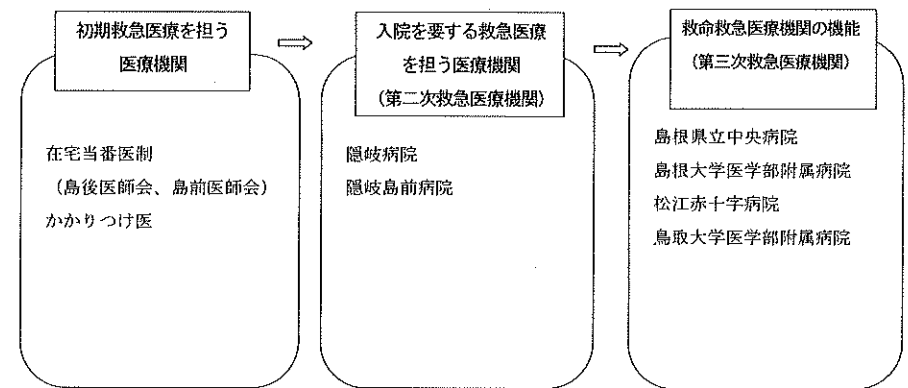 初期救急医療を担う
医療機関
在宅当番医制
（島後医師会、島前医師会）
かかりつけ医
⇨
入院を要する救急医療
を担う医療機関
（第二次救急医療機関）
隠岐病院
隠岐島前病院
⇨
救命救急医療機関の機能
（第三次救急医療機関）
島根県立中央病院
島根大学医学部附属病院
松江赤十字病院
鳥取大学医学部附属病院